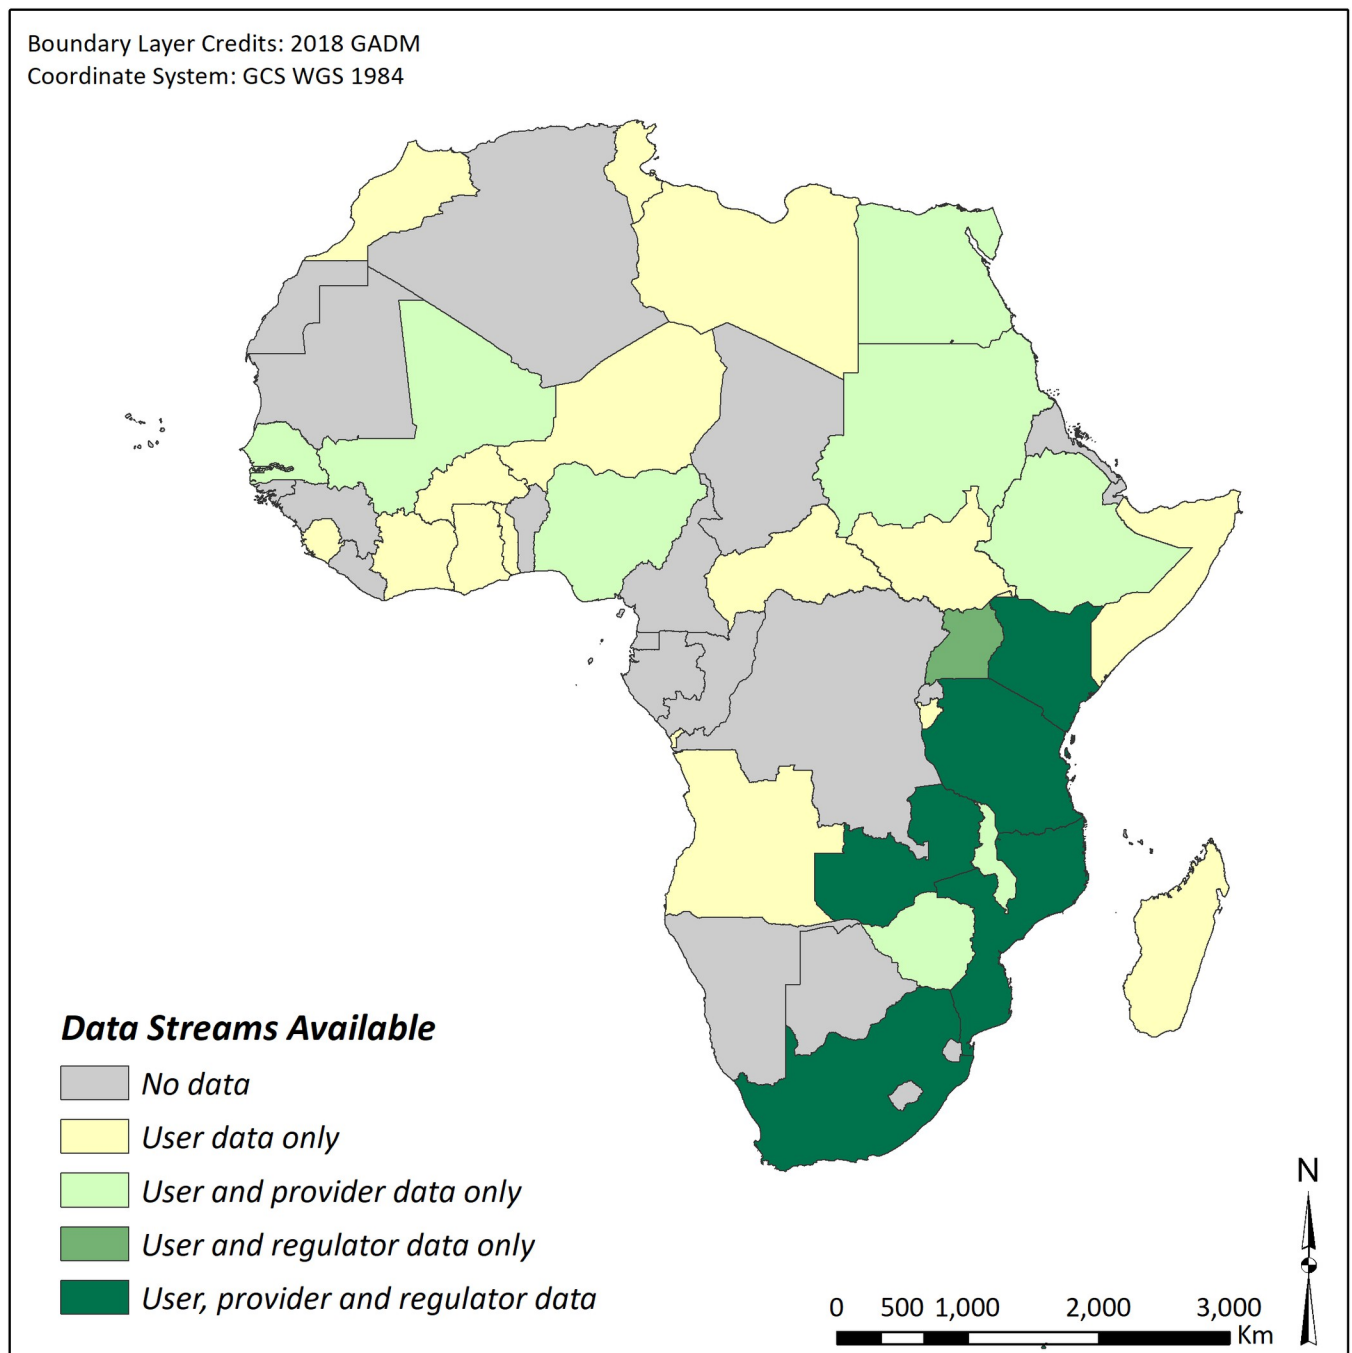 Boundary Layer Credits: 2018 GADM
Coordinate System: GCS WGS 1984
Data Streams Available
No data
User data only
User and provider data only
User and regulator data only
User, provider and regulator data
N
0 500 1,000 2,000 3,000
Km